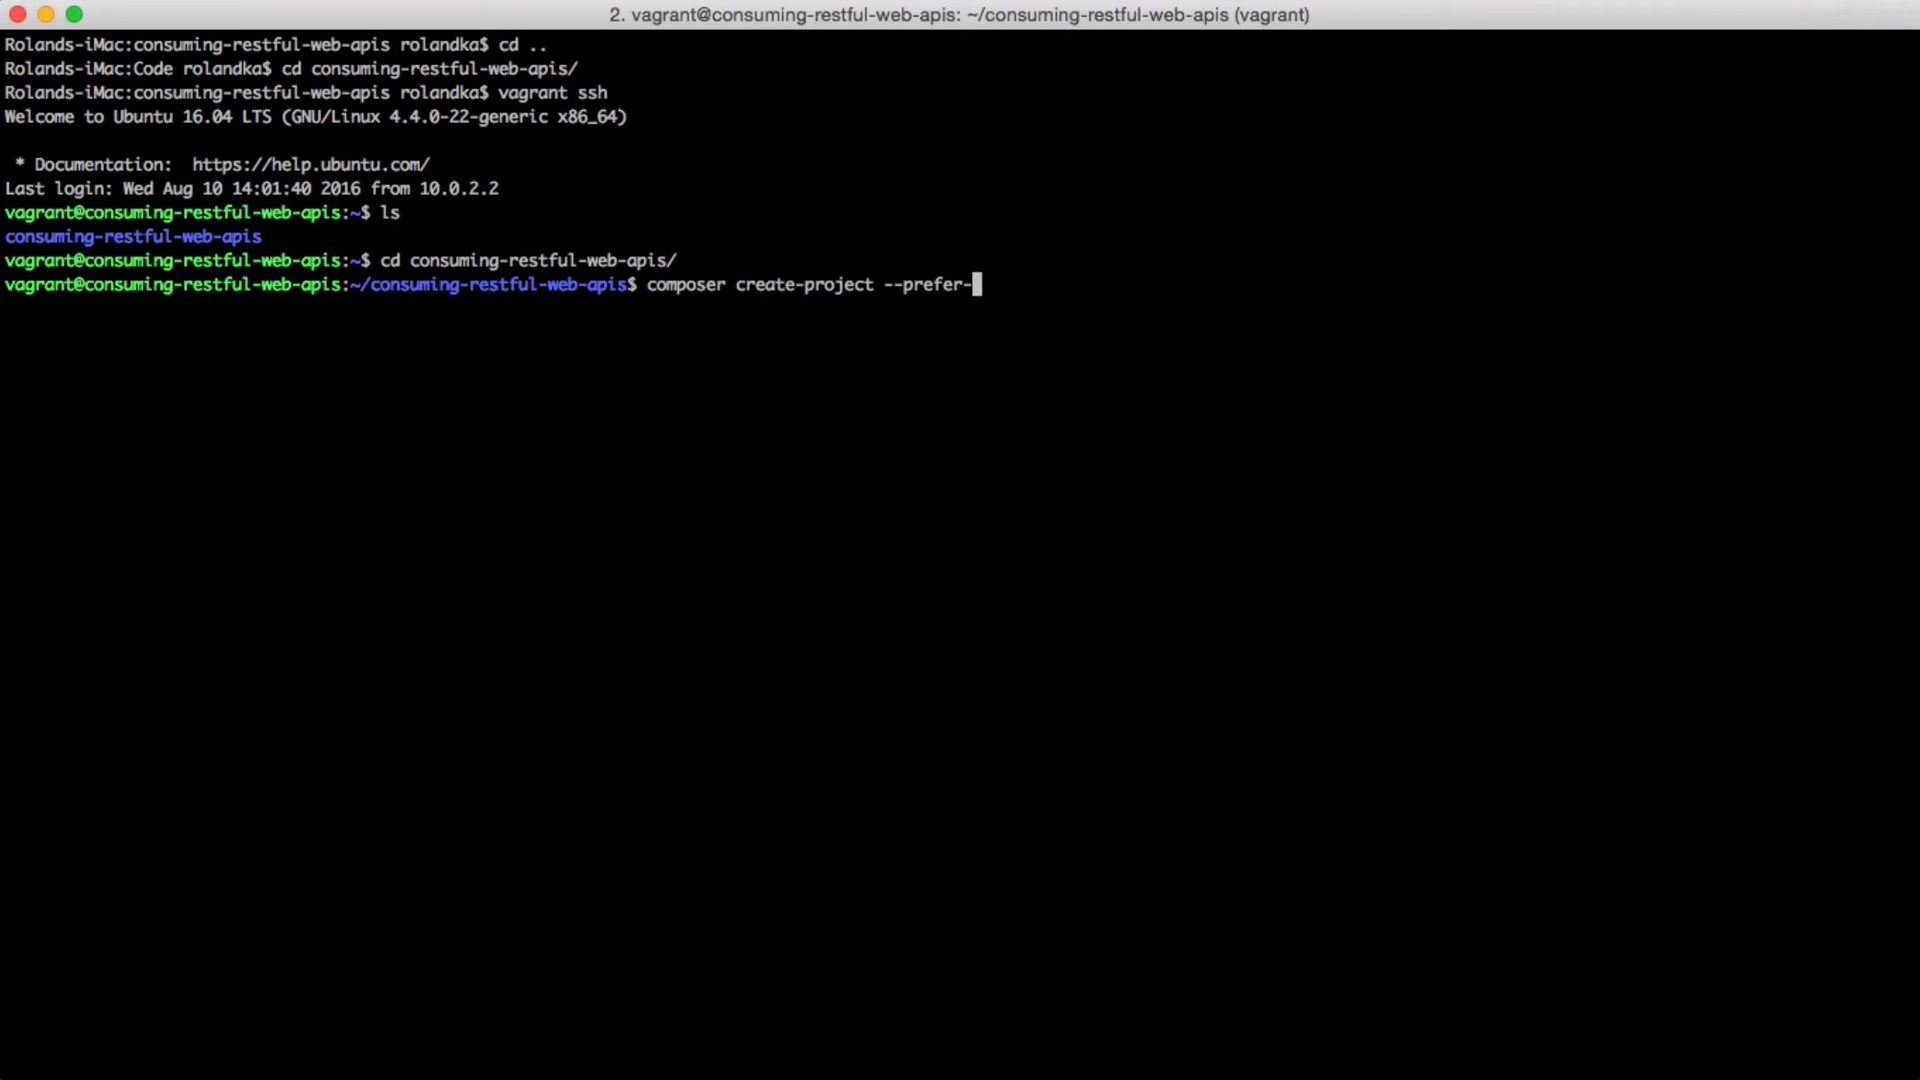 2. vagrant@consuming-restful-web-apis: ~/consuming-restful-web-apis (vagrant)
Rolands-iMac:consuming-restful-web-apis rolandka$ cd ..
Rolands-iMac:Code rolandka$ cd consuming-restful-web-apis/
Rolands-iMac:consuming-restful-web-apis rolandka$ vagrant ssh
Welcome to Ubuntu 16.04 LTS (GNU/Linux 4.4.0-22-generic x86_64)
* Documentation:  https://help.ubuntu.com/
Last login: Wed Aug 10 14:01:40 2016 from 10.0.2.2
vagrant@consuming-restful-web-apis:~$ ls
consuming-restful-web-apis
vagrant@consuming-restful-web-apis:~$ cd consuming-restful-web-apis/
vagrant@consuming-restful-web-apis:~/consuming-restful-web-apis$ composer create-project --prefer-